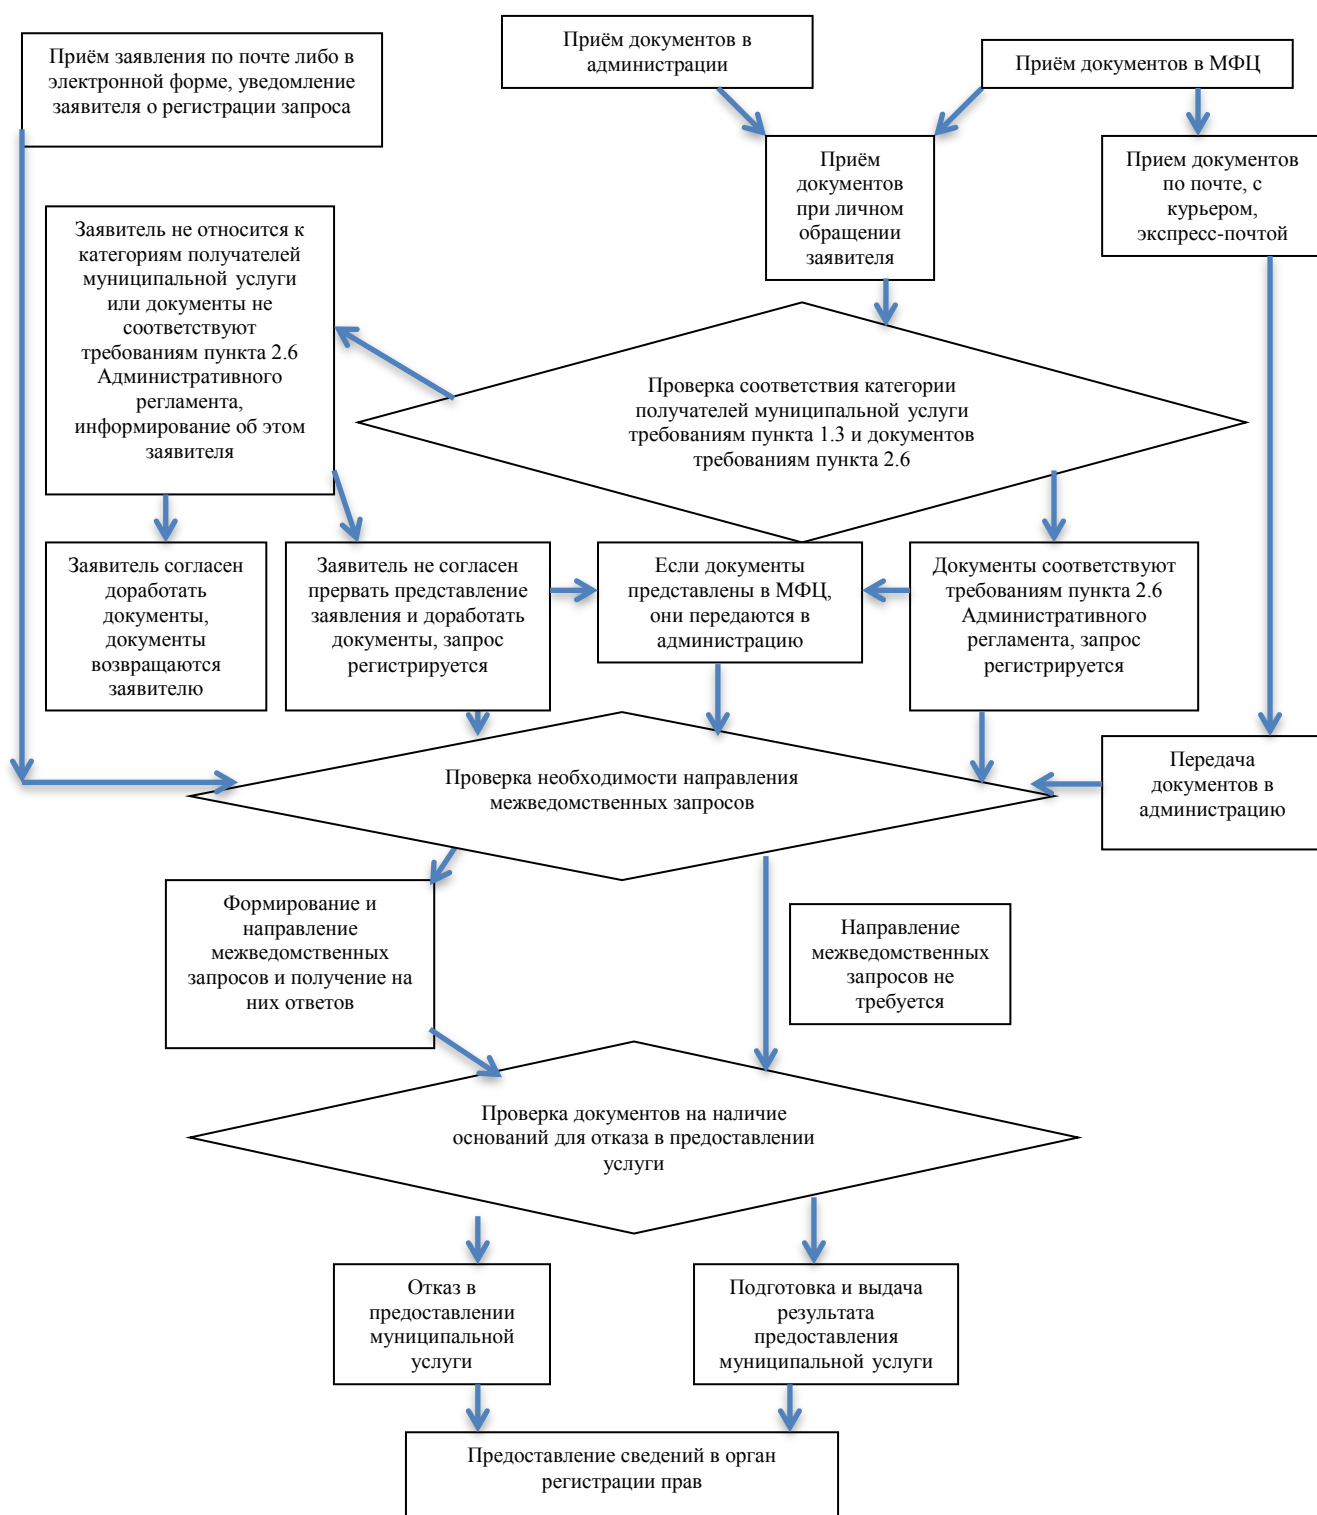 Приём заявления по почте либо в
электронной форме, уведомление
заявителя о регистрации запроса
Приём документов в
администрации
Приём документов в МФЦ
Приём
документов
при личном
обращении
заявителя
Прием документов
по почте, с
курьером,
экспресс-почтой
Заявитель не относится к
категориям получателей
муниципальной услуги
или документы не
соответствуют
требованиям пункта 2.6
Административного
регламента,
информирование об этом
заявителя
Проверка соответствия категории
получателей муниципальной услуги
требованиям пункта 1.3 и документов
требованиям пункта 2.6
Заявитель согласен
доработать
документы,
документы
возвращаются
заявителю
Заявитель не согласен
прервать представление
заявления и доработать
документы, запрос
регистрируется
Если документы
представлены в МФЦ,
они передаются в
администрацию
Документы соответствуют
требованиям пункта 2.6
Административного
регламента, запрос
регистрируется
Проверка необходимости направления
межведомственных запросов
Передача
документов в
администрацию
Формирование и
направление
межведомственных
запросов и получение на
них ответов
Направление
межведомственных
запросов не
требуется
Проверка документов на наличие
оснований для отказа в предоставлении
услуги
Отказ в
предоставлении
муниципальной
услуги
Подготовка и выдача
результата
предоставления
муниципальной услуги
Предоставление сведений в орган
регистрации прав